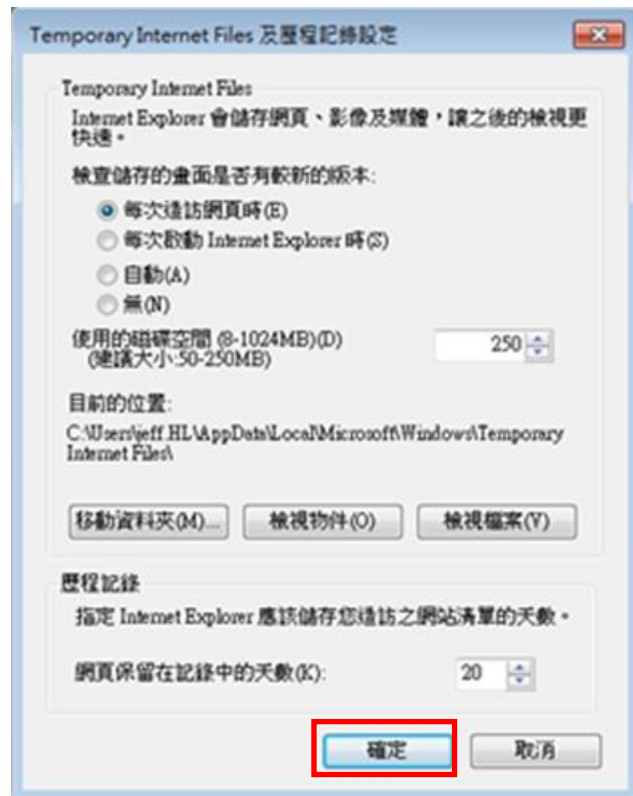 Temporary Internet Files 及歷程記錄設定
Temporary Internet Files
Internet Explorer 會儲存網頁、影像及媒體，讓之後的檢視更
快速。
檢查儲存的畫面是否有較新的版本:
每次造訪網頁時(E)
每次啟動 Internet Explorer 時(S)
自動(A)
無(N)
使用的磁碟空間 (8-1024MB)(D)
250
(建議大小:50-250MB)
目前的位置:
C:\Users\jeff.HL\AppData\Local\Microsoft\Windows\Temporary
Internet Files\
移動資料夾(M)... 檢視物件(O) 檢視檔案(V)
歷程記錄
指定 Internet Explorer 應該儲存您造訪之網站清單的天數。
網頁保留在記錄中的天數(K): 20
確定 取消